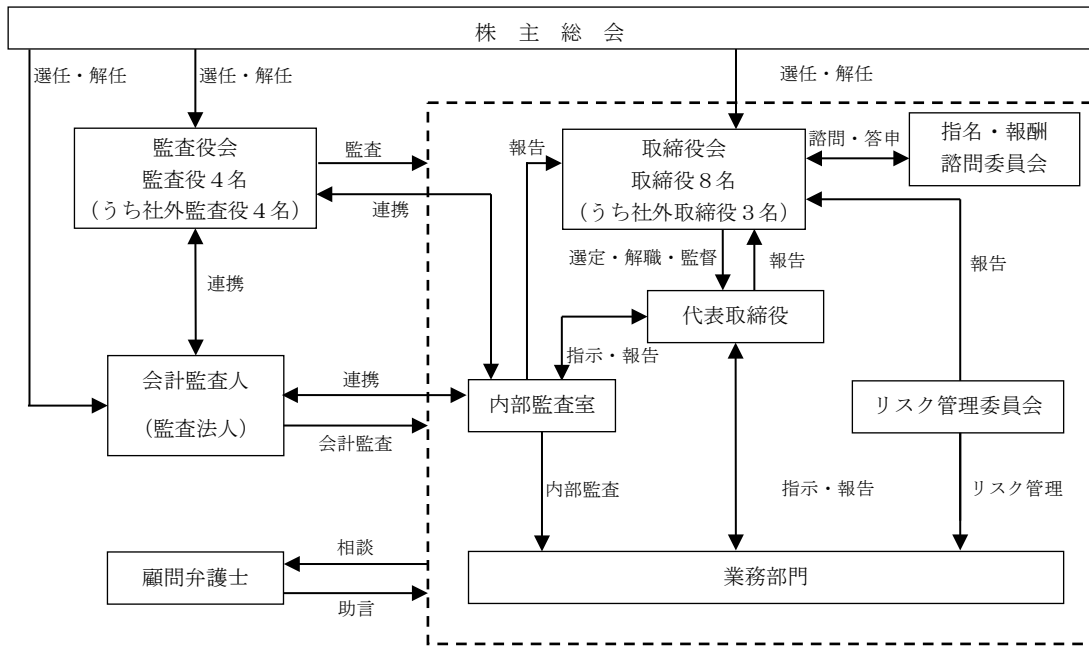 株　主　総　会
選任・解任
選任・解任
選任・解任
監査役会
監査役４名
（うち社外監査役４名）
監査
連携
報告
取締役会
取締役８名
（うち社外取締役３名）
諮問・答申
指名・報酬
諮問委員会
選定・解職・監督
報告
報告
連携
代表取締役
指示・報告
会計監査人
（監査法人）
連携
会計監査
内部監査室
リスク管理委員会
内部監査
指示・報告
リスク管理
顧問弁護士
相談
助言
業務部門